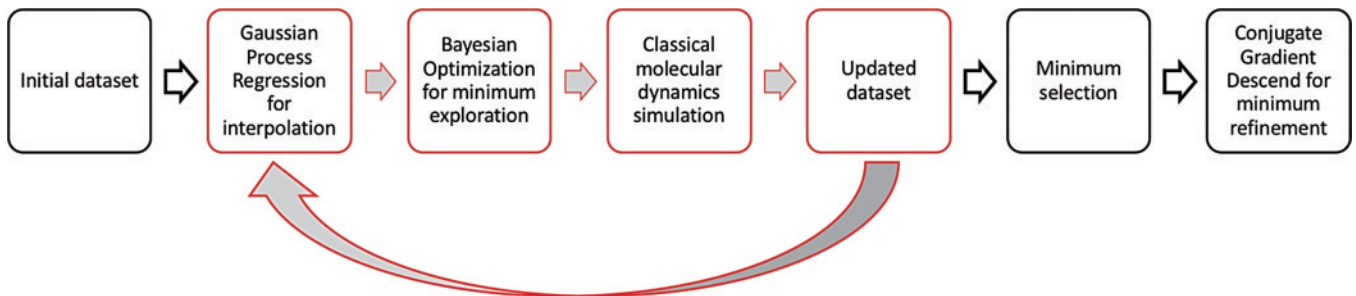 Initial dataset
Gaussian
Process
Regression
for
interpolation
Bayesian
Optimization
for minimum
exploration
Classical
molecular
dynamics
simulation
Updated
dataset
Minimum
selection
Conjugate
Gradient
Descend for
minimum
refinement